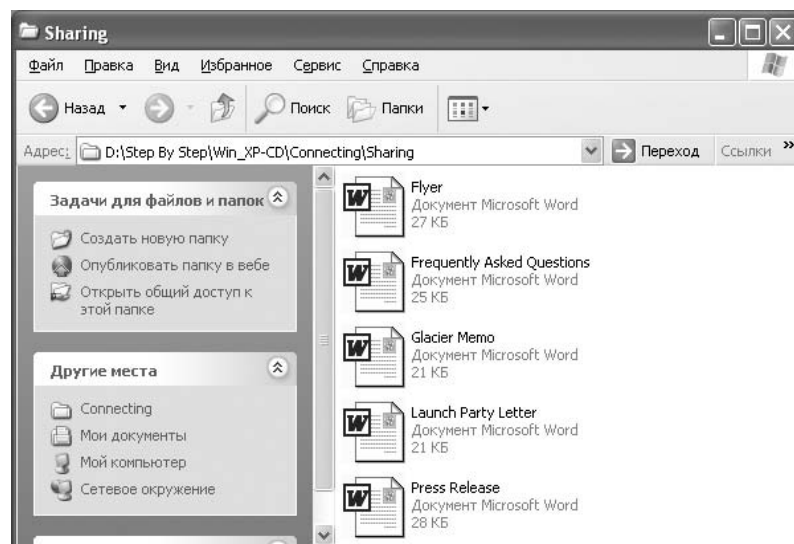 Sharing
Файл Правка Вид Избранное Сервис Справка
Назад Поиск Папки
Адрес: D:\Step By Step\Win_XP-CD\Connecting\Sharing Переход Ссылки »
Задачи для файлов и папок
Создать новую папку
Опубликовать папку в вебе
Открыть общий доступ к
этой папке
Другие места
Connecting
Мои документы
Мой компьютер
Сетевое окружение
Flyer
Документ Microsoft Word
27 КБ
Frequently Asked Questions
Документ Microsoft Word
25 КБ
Glacier Memo
Документ Microsoft Word
21 КБ
Launch Party Letter
Документ Microsoft Word
21 КБ
Press Release
Документ Microsoft Word
28 КБ